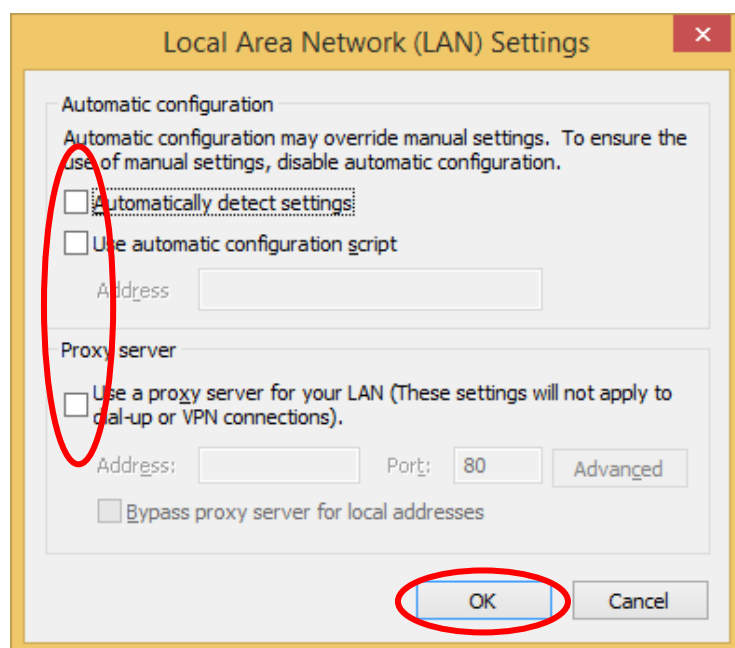 Local Area Network (LAN) Settings
Automatic configuration
Automatic configuration may override manual settings. To ensure the
use of manual settings, disable automatic configuration.
Automatically detect settings
Use automatic configuration script
Address
Proxy server
Use a proxy server for your LAN (These settings will not apply to
dial-up or VPN connections).
Address: Port: 80 Advanced
Bypass proxy server for local addresses
OK Cancel